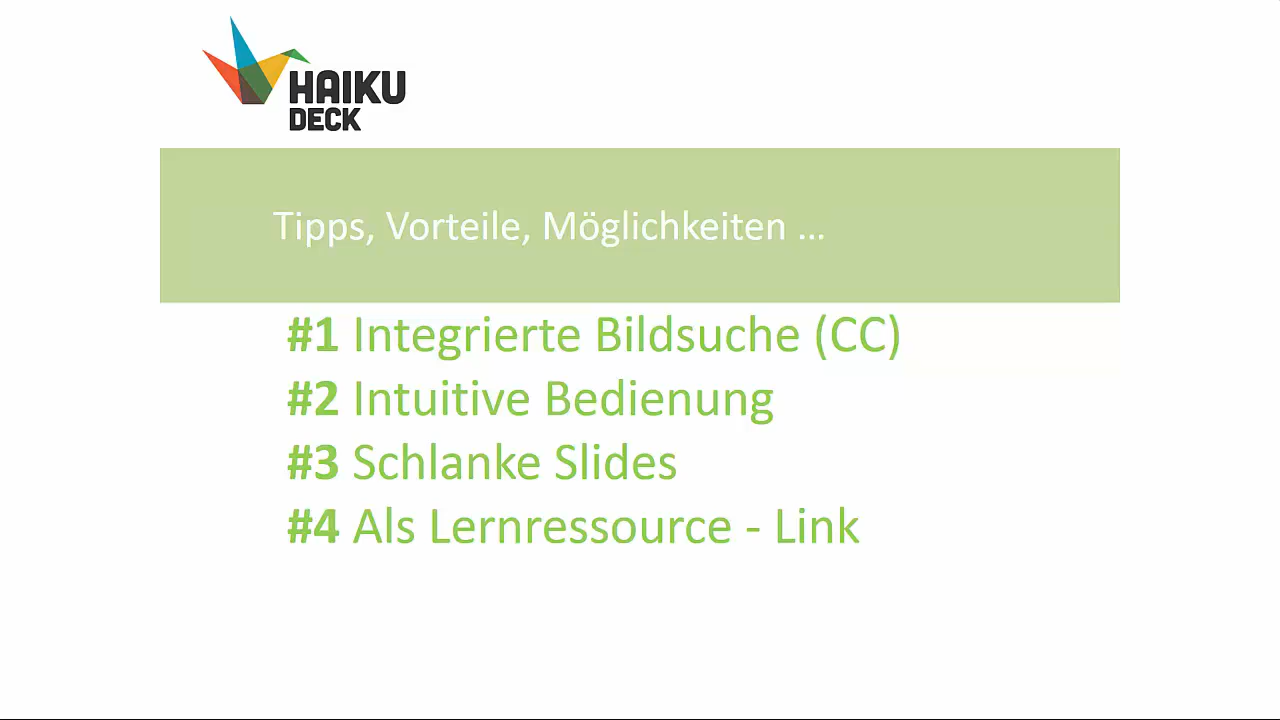 HAIKU
DECK
Tipps, Vorteile, Möglichkeiten ...
#1 Integrierte Bildsuche (CC)
#2 Intuitive Bedienung
#3 Schlanke Slides
#4 Als Lernressource - Link